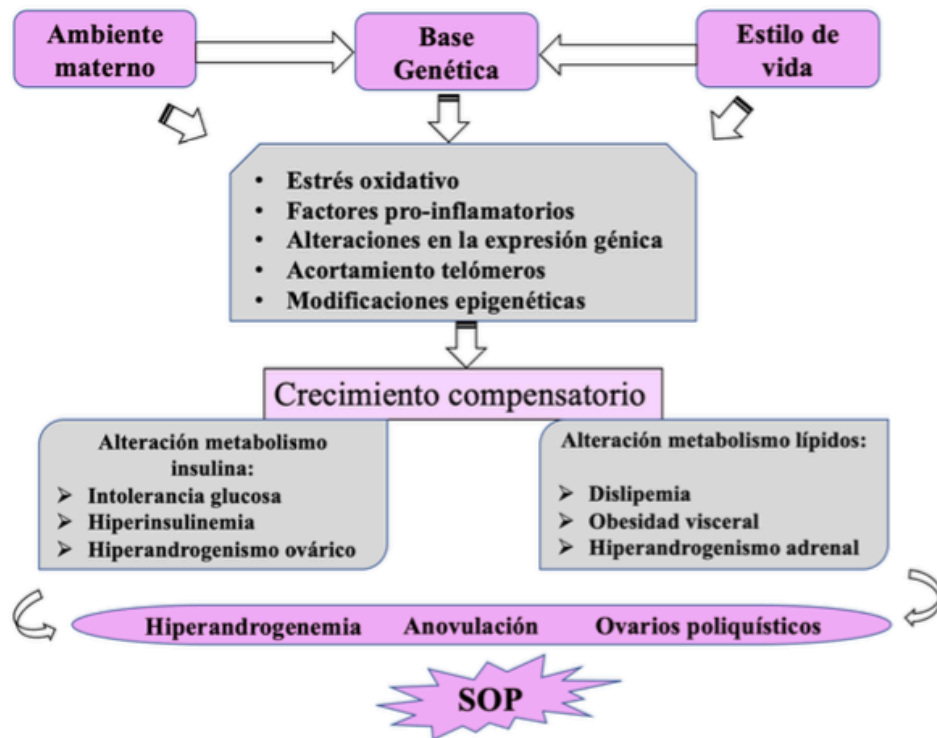 Ambiente
materno
Base
Genética
Estilo de
vida
• Estrés oxidativo
• Factores pro-inflamatorios
• Alteraciones en la expresión génica
• Acortamiento telómeros
• Modificaciones epigenéticas
Crecimiento compensatorio
Alteración metabolismo
insulina:
➢ Intolerancia glucosa
➢ Hiperinsulinemia
➢ Hiperandrogenismo ovárico
Alteración metabolismo lípidos:
➢ Dislipemia
➢ Obesidad visceral
➢ Hiperandrogenismo adrenal
Hiperandrogenemia Anovulación Ovarios poliquísticos
SOP